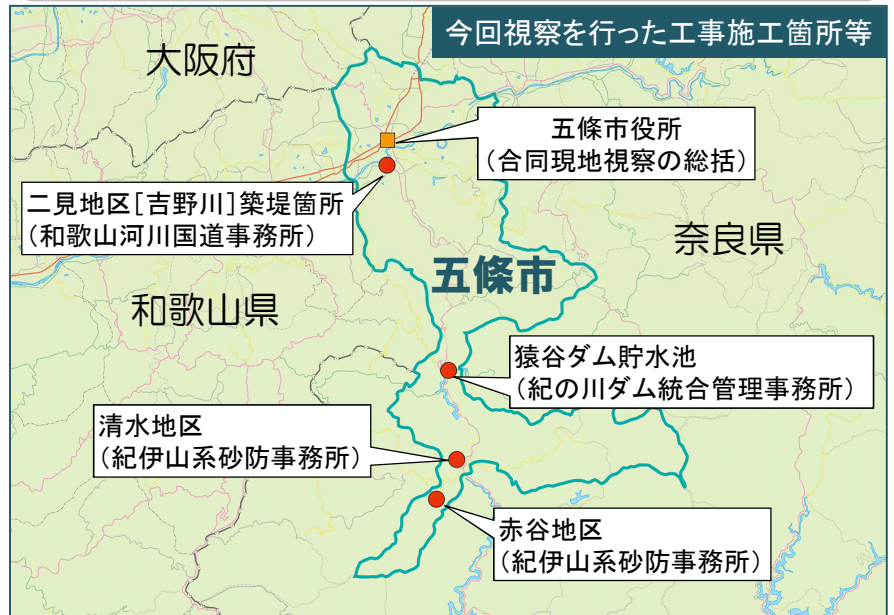 今回視察を行った工事施工箇所等
大阪府
五條市役所
(合同現地視察の総括)
二見地区[吉野川]築堤箇所
(和歌山河川国道事務所)
奈良県
五條市
和歌山県
猿谷ダム貯水池
(紀の川ダム統合管理事務所)
清水地区
(紀伊山系砂防事務所)
赤谷地区
(紀伊山系砂防事務所)